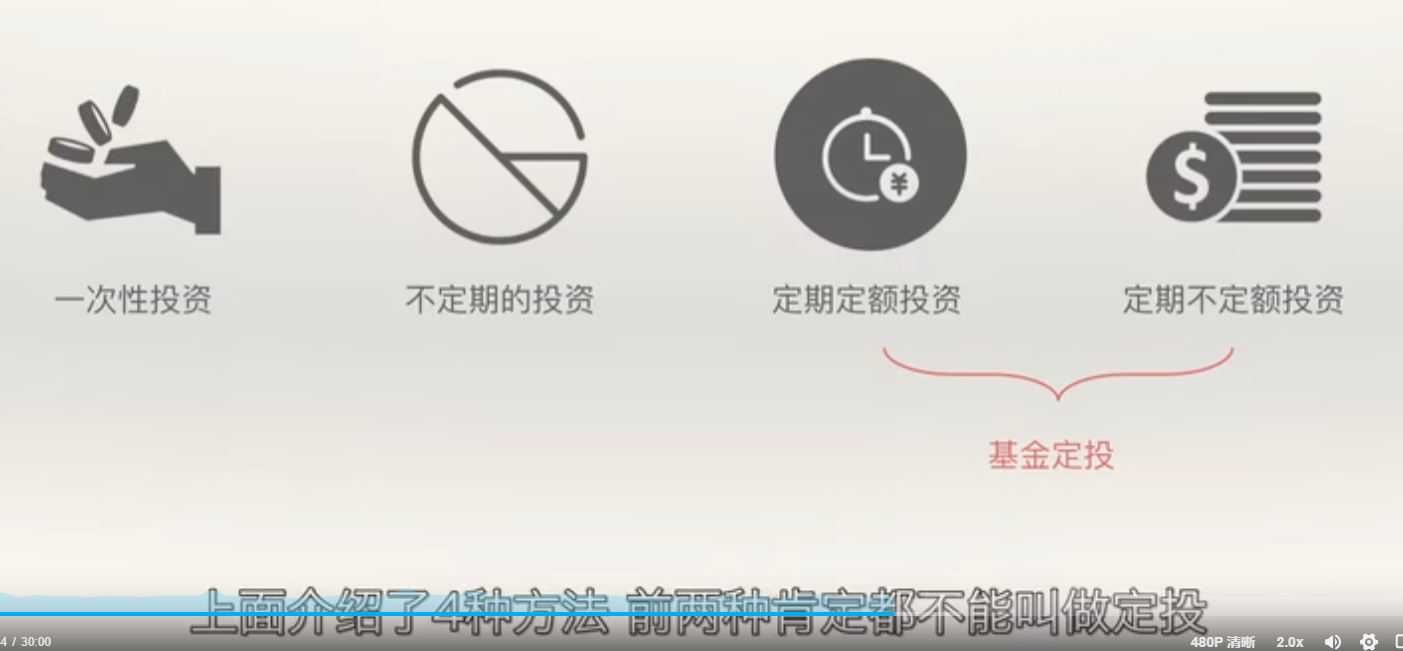 一次性投资
不定期的投资
定期定额投资
定期不定额投资
基金定投
上面介绍了4种方法 前两种肯定都不能叫做定投
4 / 30:00
480P 清晰
2.0x